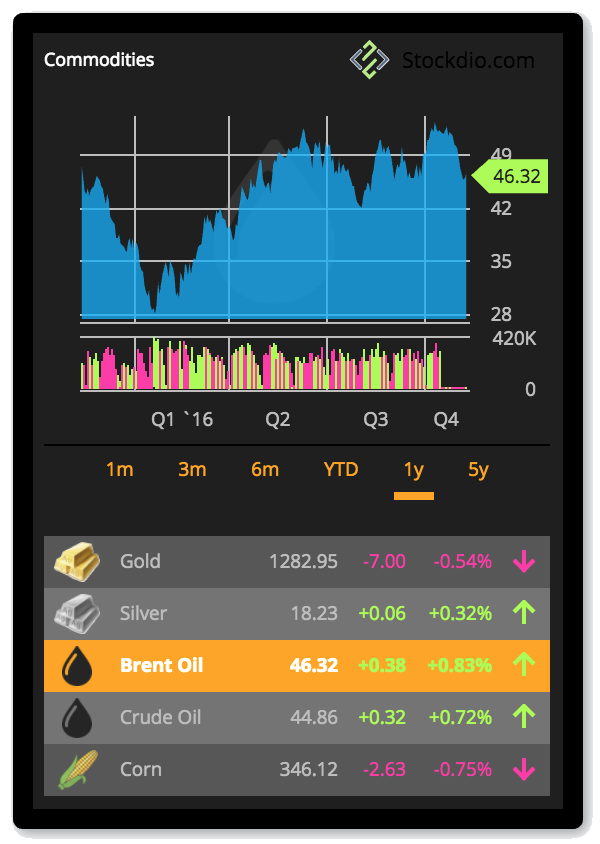 Commodities Stockdio.com
49
46.32
42
35
28
420K
0
Q1 `16 Q2 Q3 Q4
1m 3m 6m YTD 1y 5y
Gold 1282.95 -7.00 -0.54%
Silver 18.23 +0.06 +0.32%
Brent Oil 46.32 +0.38 +0.83%
Crude Oil 44.86 +0.32 +0.72%
Corn 346.12 -2.63 -0.75%